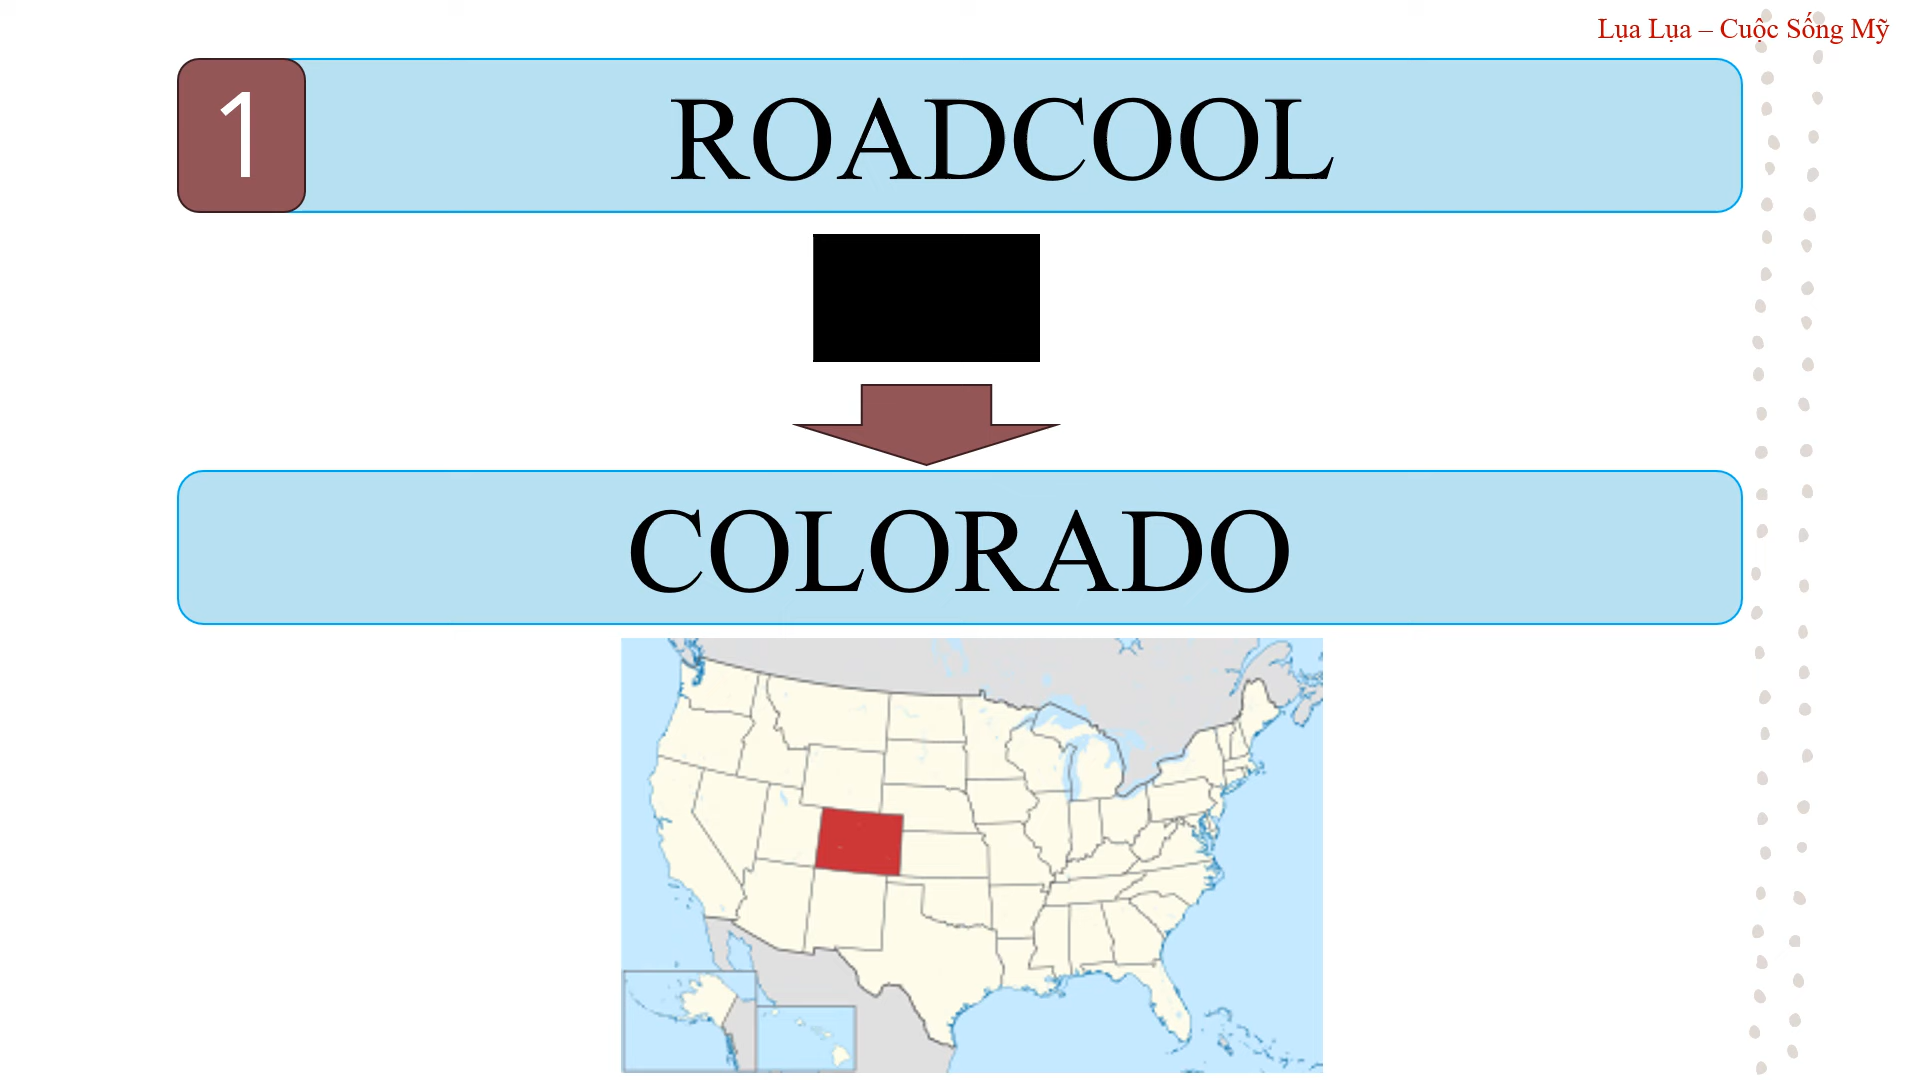 Lụa Lụa – Cuộc Sống Mỹ
1
ROADCOOL
COLORADO